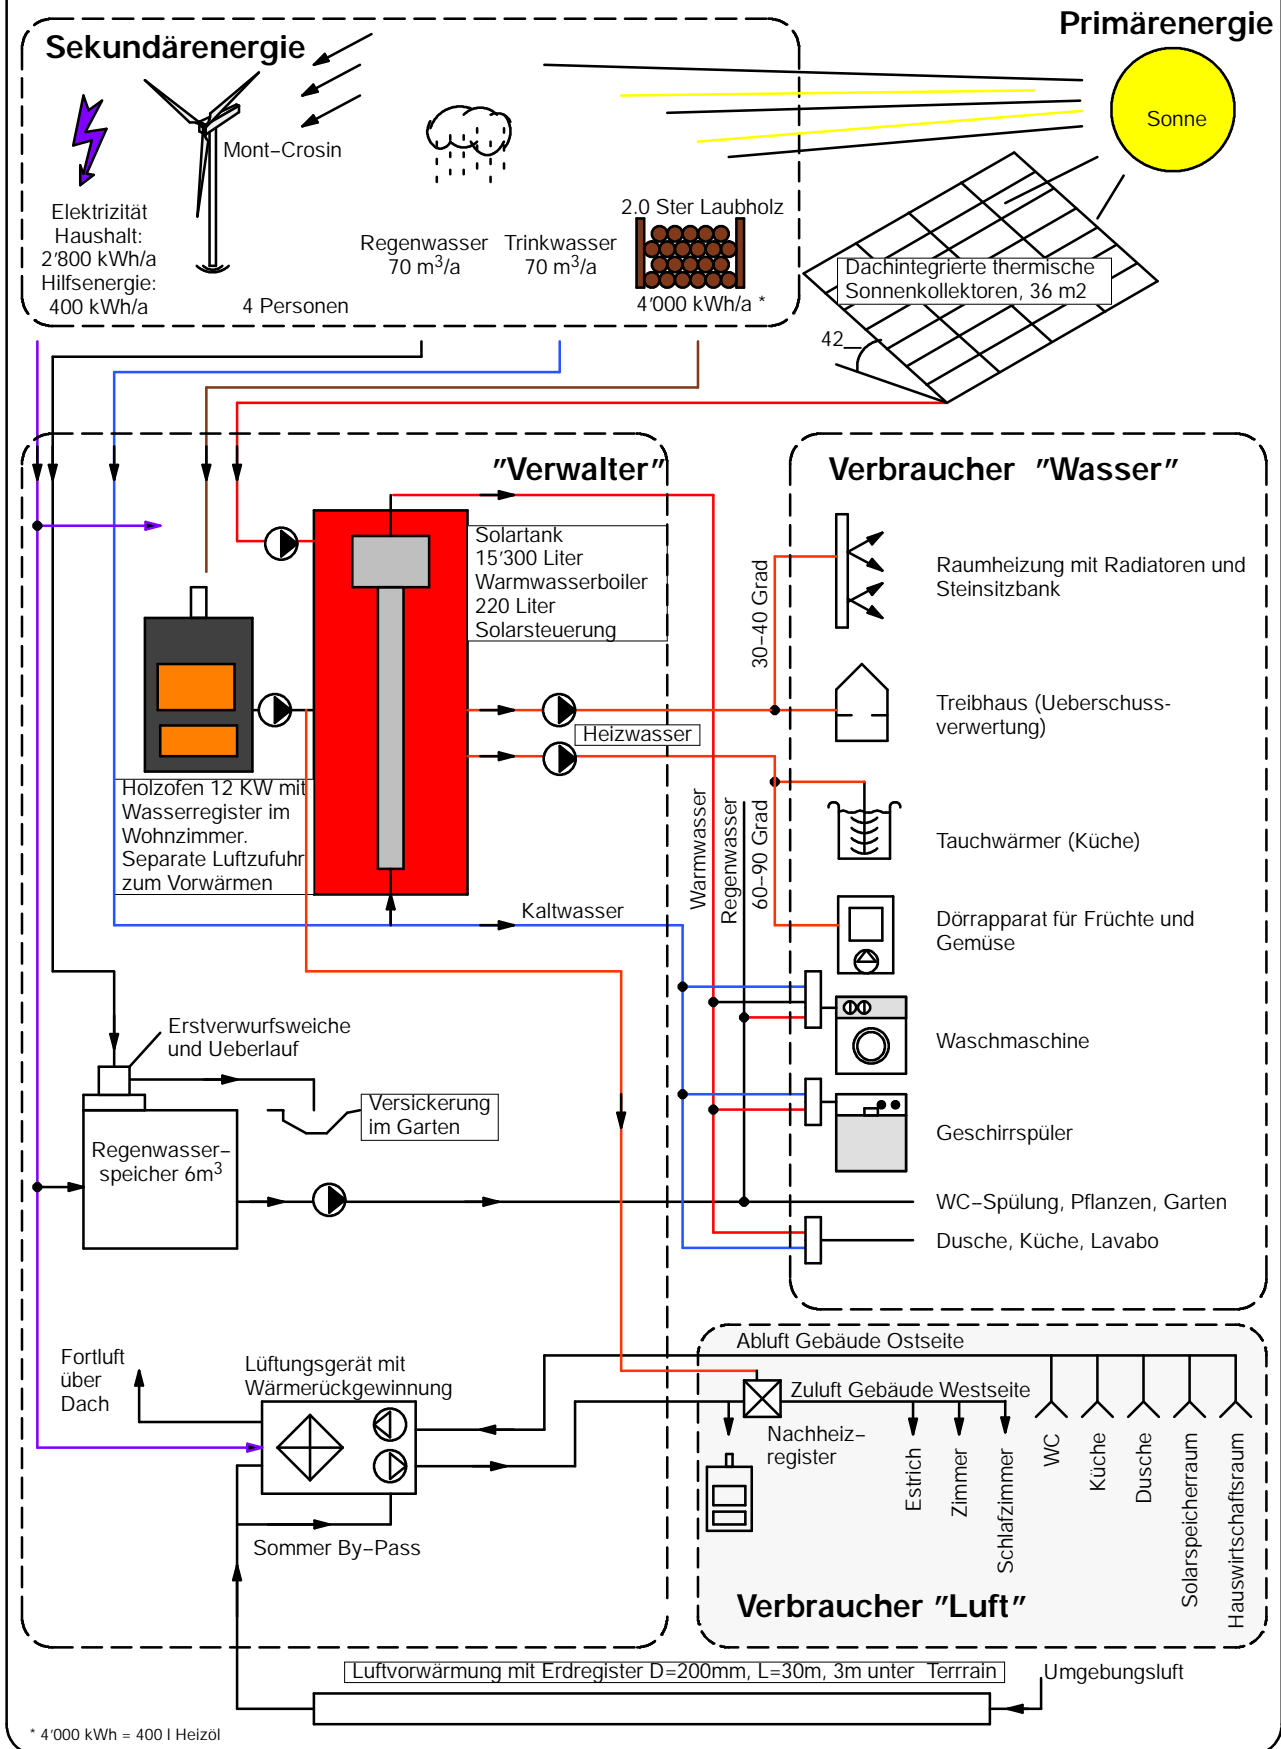 Primärenergie
Sekundärenergie
Sonne
Mont-Crosin
Elektrizität
Haushalt:
2'800 kWh/a
Hilfsenergie:
400 kWh/a
4 Personen
Regenwasser
70 m³/a
Trinkwasser
70 m³/a
2.0 Ster Laubholz
4'000 kWh/a *
Dachintegrierte thermische
Sonnenkollektoren, 36 m2
42
"Verwalter"
Solartank
15'300 Liter
Warmwasserboiler
220 Liter
Solarsteuerung
Heizwasser
Holzofen 12 KW mit
Wasserregister im
Wohnzimmer.
Separate Luftzufuhr
zum Vorwärmen
Kaltwasser
Warmwasser
Regenwasser
30-40 Grad
60-90 Grad
Verbraucher "Wasser"
Raumheizung mit Radiatoren und
Steinsitzbank
Treibhaus (Ueberschuss-
verwertung)
Tauchwärmer (Küche)
Dörrapparat für Früchte und
Gemüse
Waschmaschine
Geschirrspüler
WC-Spülung, Pflanzen, Garten
Dusche, Küche, Lavabo
Erstverwurfsweiche
und Ueberlauf
Versickerung
im Garten
Regenwasser-
speicher 6m³
Fortluft
über
Dach
Lüftungsgerät mit
Wärmerückgewinnung
Sommer By-Pass
Abluft Gebäude Ostseite
Zuluft Gebäude Westseite
Nachheiz-
register
Estrich
Zimmer
Schlafzimmer
WC
Küche
Dusche
Solarspeicherraum
Hauswirtschaftsraum
Verbraucher "Luft"
Luftvorwärmung mit Erdregister D=200mm, L=30m, 3m unter Terrrain
Umgebungsluft
* 4'000 kWh = 400 l Heizöl